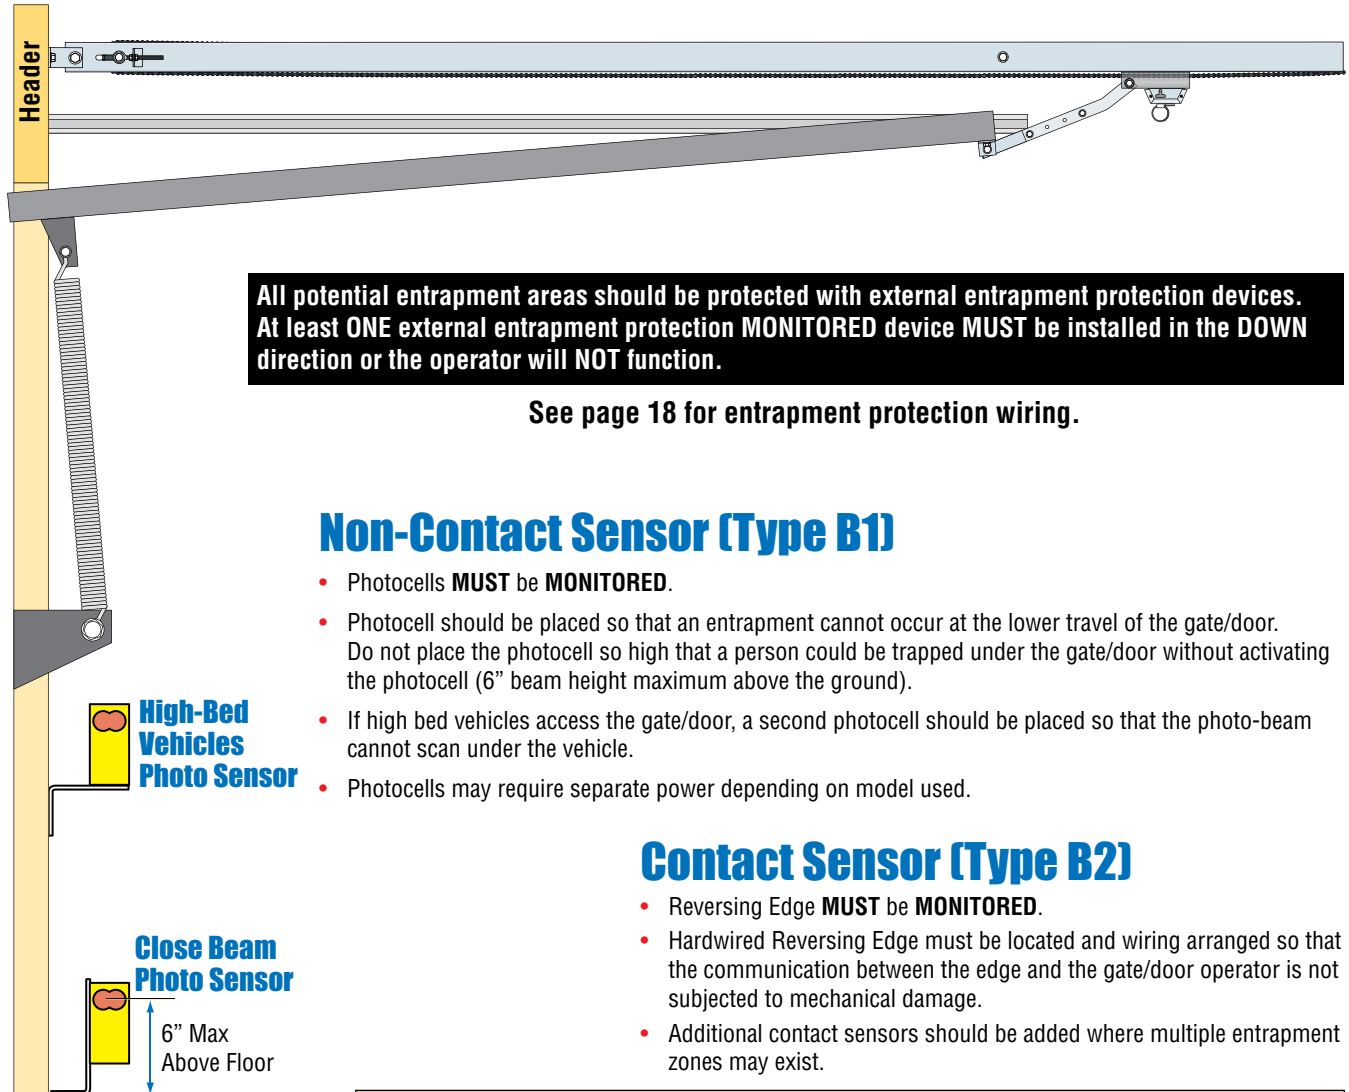 Header
All potential entrapment areas should be protected with external entrapment protection devices.
At least ONE external entrapment protection MONITORED device MUST be installed in the DOWN
direction or the operator will NOT function.
See page 18 for entrapment protection wiring.
Non-Contact Sensor (Type B1)
• Photocells MUST be MONITORED.
• Photocell should be placed so that an entrapment cannot occur at the lower travel of the gate/door.
Do not place the photocell so high that a person could be trapped under the gate/door without activating
the photocell (6” beam height maximum above the ground).
• If high bed vehicles access the gate/door, a second photocell should be placed so that the photo-beam
cannot scan under the vehicle.
• Photocells may require separate power depending on model used.
High-Bed
Vehicles
Photo Sensor
Contact Sensor (Type B2)
• Reversing Edge MUST be MONITORED.
• Hardwired Reversing Edge must be located and wiring arranged so that
the communication between the edge and the gate/door operator is not
subjected to mechanical damage.
• Additional contact sensors should be added where multiple entrapment
zones may exist.
Close Beam
Photo Sensor
6” Max
Above Floor